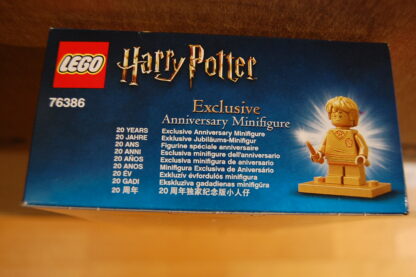 LEGO
Harry Potter
76386
Exclusive
Anniversary Minifigure
20 YEARS Exclusive Anniversary Minifigure
20 JAHRE Exklusive Jubiläums-Minifigur
20 ANS Figurine spéciale anniversaire
20 ANNI Esclusiva minifigure dell'anniversario
20 AÑOS Exclusiva minifigura de aniversario
20 ANOS Minifigura Exclusiva de Aniversário
20 ÉV Exkluzív évfordulós minifigura
20 GADI Ekskluzīva gadadienas minifigūra
20 周年 20 周年独家纪念版小人仔